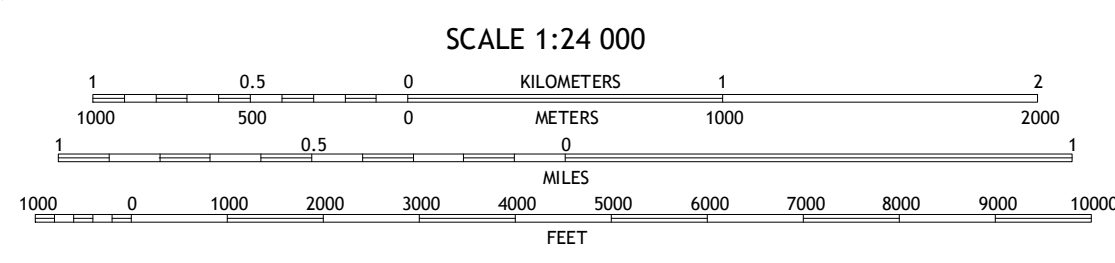 SCALE 1:24 000
1 0.5 0 KILOMETERS 1 2
1000 500 0 METERS 1000 2000
1 0.5 0 1
MILES
1000 0 1000 2000 3000 4000 5000 6000 7000 8000 9000 10000
FEET